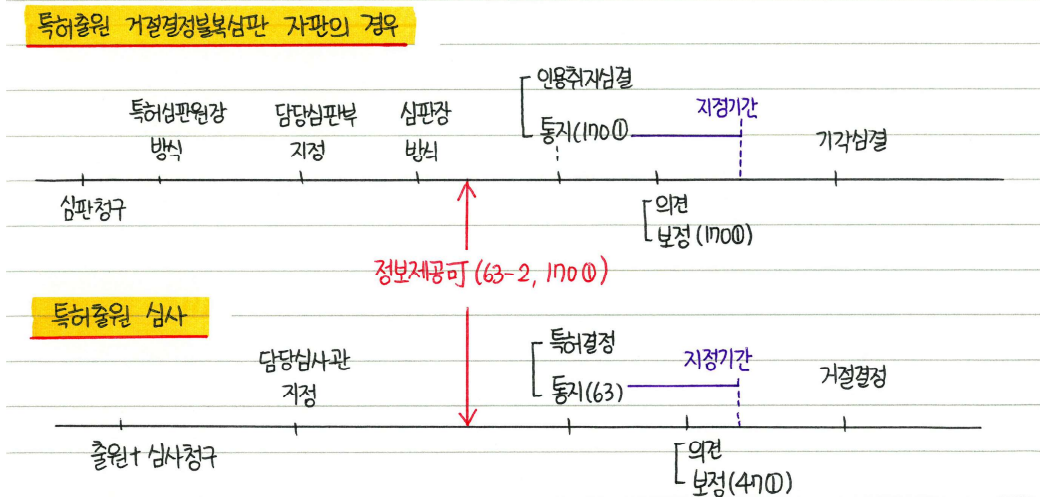 특허출원 거절결정불복심판 자판의 경우
인용취지심결
특허심판원장
방식
담당심판부
지정
심판장
방식
통지(170①)
지정기간
기각심결
심판청구
의견
보정(170①)
정보제공可(63-2, 170①)
특허출원 심사
담당심사관
지정
특허결정
통지(63)
지정기간
거절결정
출원+심사청구
의견
보정(47①)